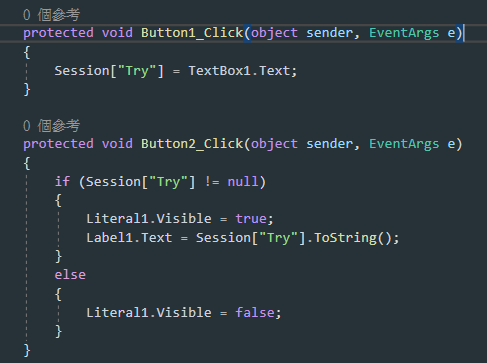 0 個參考
protected void Button1_Click(object sender, EventArgs e)
{
    Session["Try"] = TextBox1.Text;
}
0 個參考
protected void Button2_Click(object sender, EventArgs e)
{
    if (Session["Try"] != null)
    {
        Literal1.Visible = true;
        Label1.Text = Session["Try"].ToString();
    }
    else
    {
        Literal1.Visible = false;
    }
}